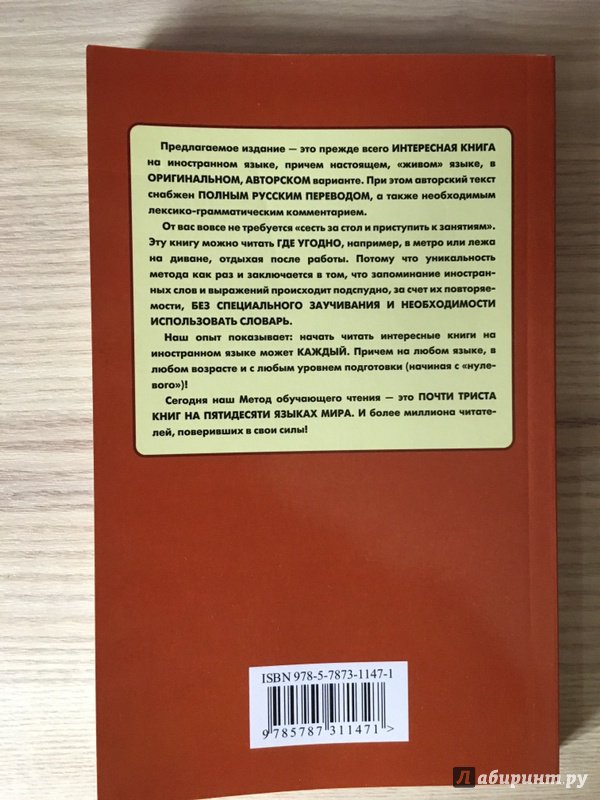 Предлагаемое издание — это прежде всего ИНТЕРЕСНАЯ КНИГА
на иностранном языке, причем настоящем, «живом» языке, в
ОРИГИНАЛЬНОМ, АВТОРСКОМ варианте. При этом авторский текст
снабжен ПОЛНЫМ РУССКИМ ПЕРЕВОДОМ, а также необходимым
лексико-грамматическим комментарием.
От вас вовсе не требуется «сесть за стол и приступить к занятиям».
Эту книгу можно читать ГДЕ УГОДНО, например, в метро или лежа
на диване, отдыхая после работы. Потому что уникальность
метода как раз и заключается в том, что запоминание иностран-
ных слов и выражений происходит подспудно, за счет их повторяе-
мости, БЕЗ СПЕЦИАЛЬНОГО ЗАУЧИВАНИЯ И НЕОБХОДИМОСТИ
ИСПОЛЬЗОВАТЬ СЛОВАРЬ.
Наш опыт показывает: начать читать интересные книги на
иностранном языке может КАЖДЫЙ. Причем на любом языке, в
любом возрасте и с любым уровнем подготовки (начиная с «нуле-
вого»)!
Сегодня наш Метод обучающего чтения — это ПОЧТИ ТРИСТА
КНИГ НА ПЯТИДЕСЯТИ ЯЗЫКАХ МИРА. И более миллиона читате-
лей, поверивших в свои силы!
ISBN 978-5-7873-1147-1
9 785787 311471 >
Лабиринт.ру